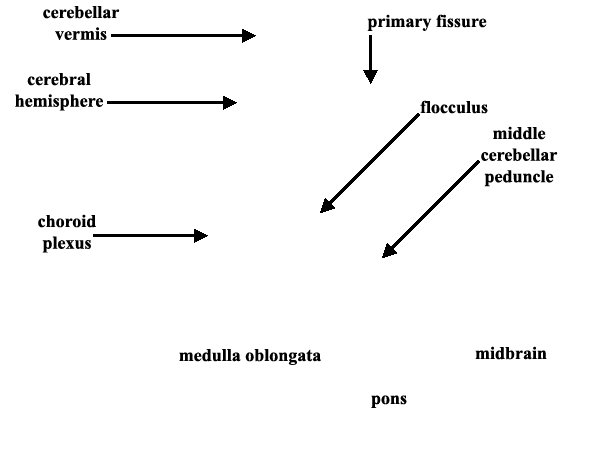 cerebellar
vermis
primary fissure
cerebral
hemisphere
flocculus
middle
cerebellar
peduncle
choroid
plexus
medulla oblongata
midbrain
pons